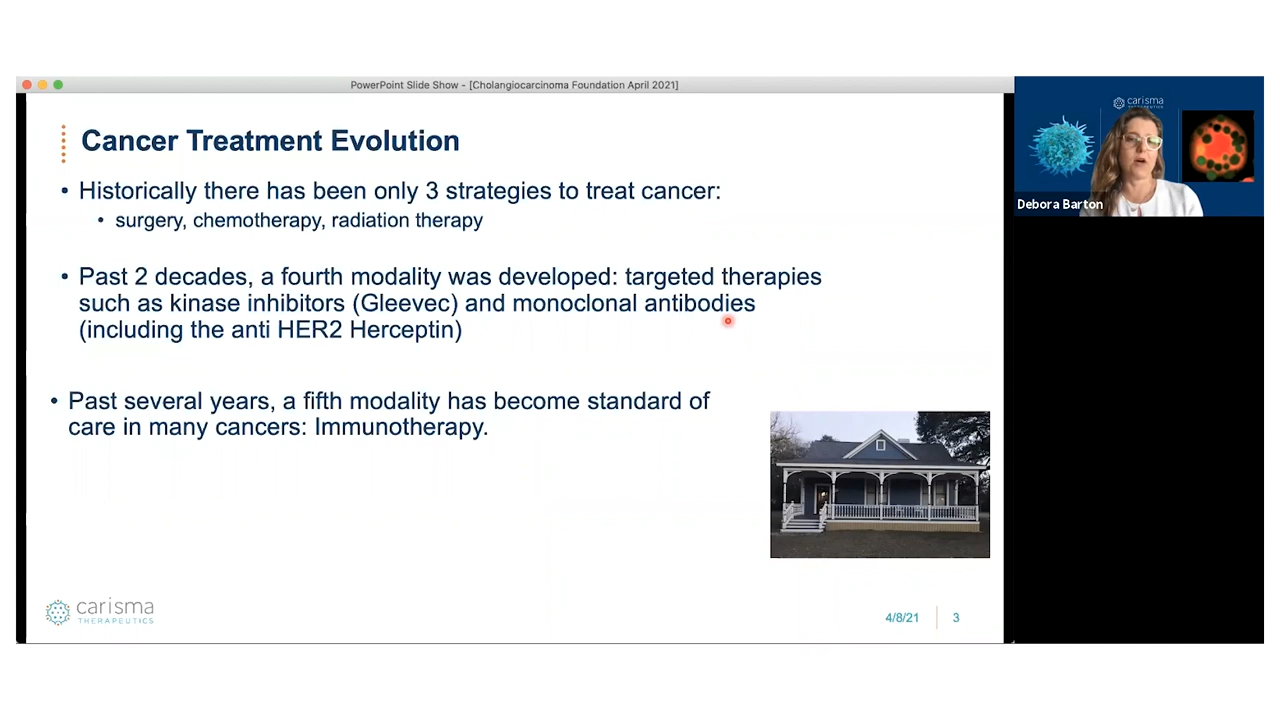 PowerPoint Slide Show - [Cholangiocarcinoma Foundation April 2021]
Cancer Treatment Evolution
• Historically there has been only 3 strategies to treat cancer:
• surgery, chemotherapy, radiation therapy
• Past 2 decades, a fourth modality was developed: targeted therapies
such as kinase inhibitors (Gleevec) and monoclonal antibodies
(including the anti HER2 Herceptin)
• Past several years, a fifth modality has become standard of
care in many cancers: Immunotherapy.
carisma
THERAPEUTICS
4/8/21
3
carisma
THERAPEUTICS
Debora Barton